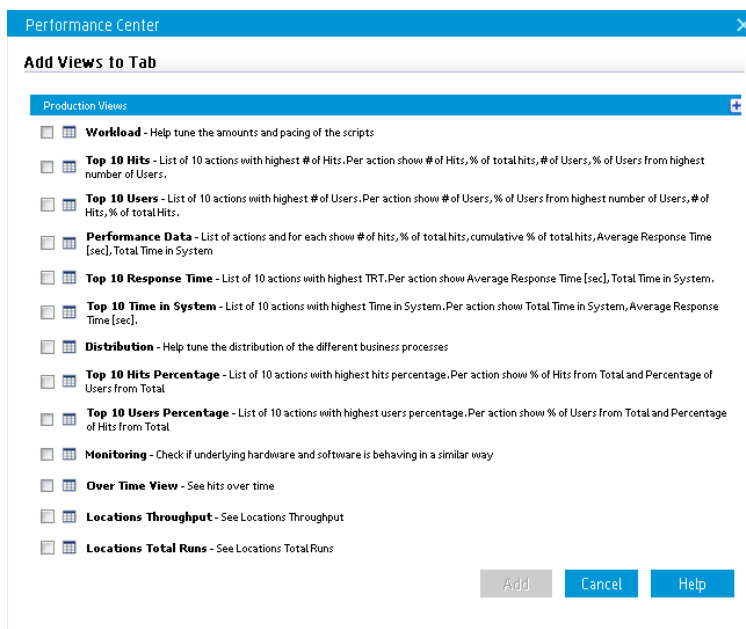 Performance Center
Add Views to Tab
Production Views
Workload - Help tune the amounts and pacing of the scripts
Top 10 Hits - List of 10 actions with highest # of Hits.Per action show # of Hits, % of total hits, # of Users, % of Users from highest
number of Users.
Top 10 Users - List of 10 actions with highest # of Users.Per action show # of Users, % of Users from highest number of Users, # of
Hits, % of total Hits.
Performance Data - List of actions and for each show # of hits, % of total hits, cumulative % of total hits, Average Response Time
[sec], Total Time in System
Top 10 Response Time - List of 10 actions with highest TRT.Per action show Average Response Time [sec], Total Time in System.
Top 10 Time in System - List of 10 actions with highest Time in System.Per action show Total Time in System, Average Response
Time [sec].
Distribution - Help tune the distribution of the different business processes
Top 10 Hits Percentage - List of 10 actions with highest hits percentage.Per action show % of Hits from Total and Percentage of
Users from Total
Top 10 Users Percentage - List of 10 actions with highest users percentage.Per action show % of Users from Total and Percentage
of Hits from Total
Monitoring - Check if underlying hardware and software is behaving in a similar way
Over Time View - See hits over time
Locations Throughput - See Locations Throughput
Locations Total Runs - See Locations Total Runs
Add Cancel Help